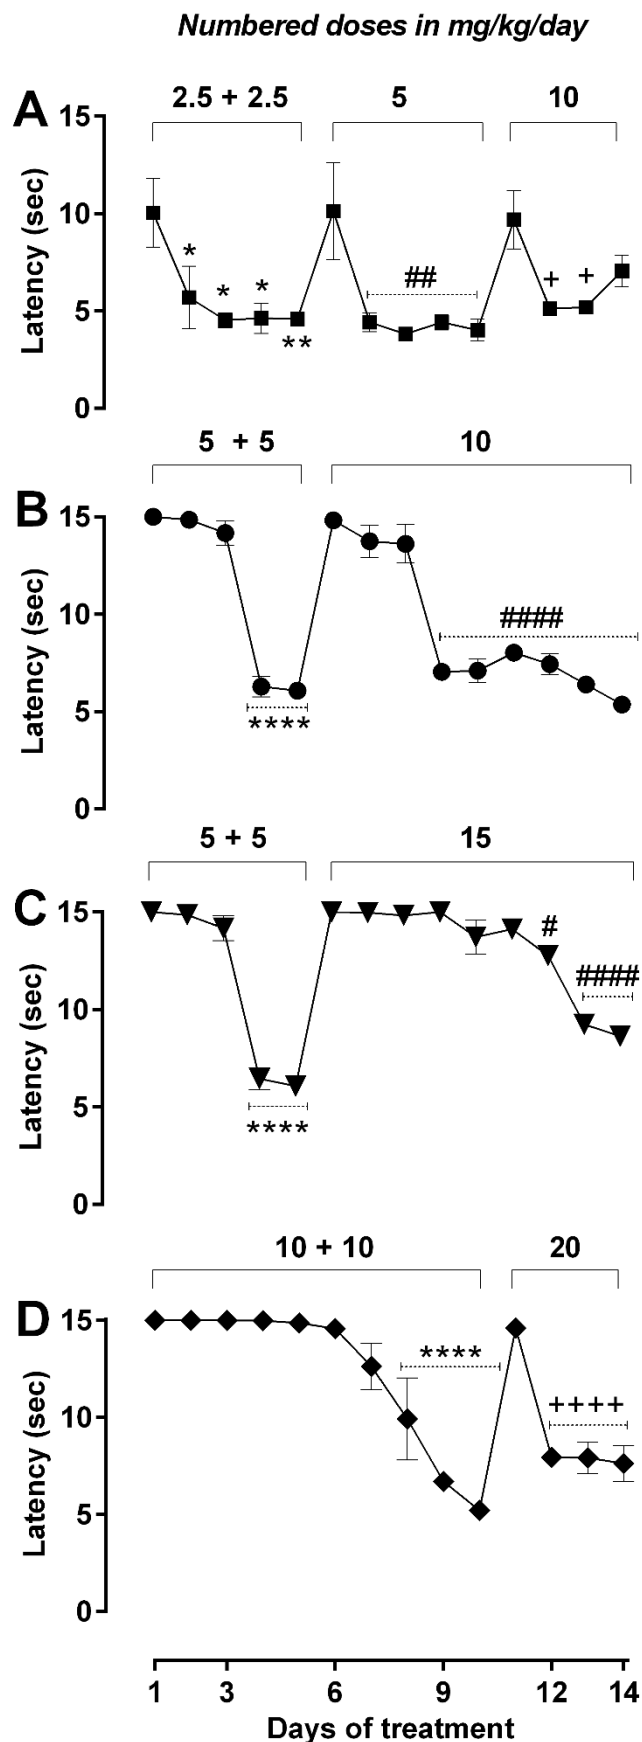 Numbered doses in mg/kg/day
A
2.5 + 2.5 5 10
15
10
5
0
Latency (sec)
* * * **
##
+ +
B
5 + 5 10
15
10
5
0
Latency (sec)
****
####
C
5 + 5 15
15
10
5
0
Latency (sec)
****
#
####
D
10 + 10 20
15
10
5
0
Latency (sec)
****
++++
1 3 6 9 12 14
Days of treatment